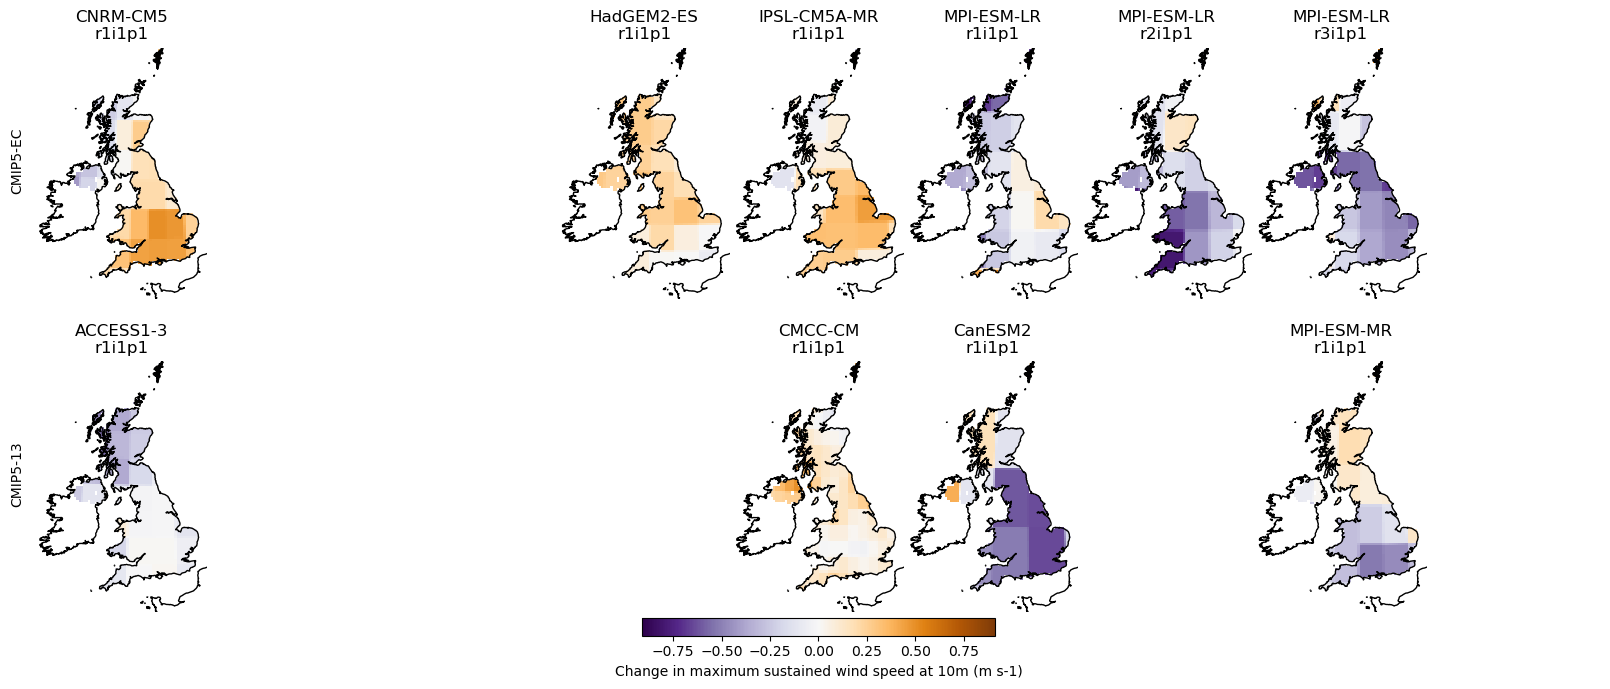 CNRM-CM5
r1i1p1
HadGEM2-ES
r1i1p1
IPSL-CM5A-MR
r1i1p1
MPI-ESM-LR
r1i1p1
MPI-ESM-LR
r2i1p1
MPI-ESM-LR
r3i1p1
CMIP5-EC
ACCESS1-3
r1i1p1
CMCC-CM
r1i1p1
CanESM2
r1i1p1
MPI-ESM-MR
r1i1p1
CMIP5-13
−0.75 −0.50 −0.25 0.00 0.25 0.50 0.75
Change in maximum sustained wind speed at 10m (m s-1)